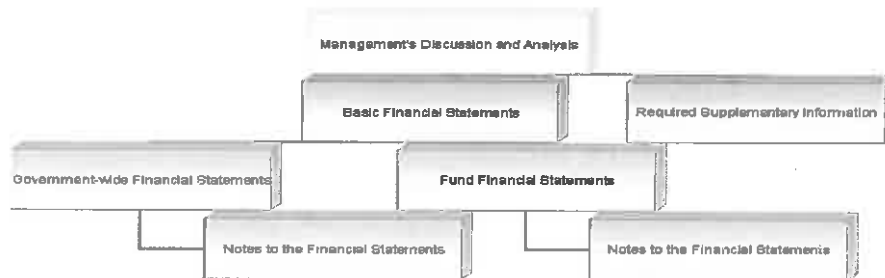 Management's Discussion and Analysis
Basic Financial Statements
Required Supplementary Information
Government-wide Financial Statements
Fund Financial Statements
Notes to the Financial Statements
Notes to the Financial Statements